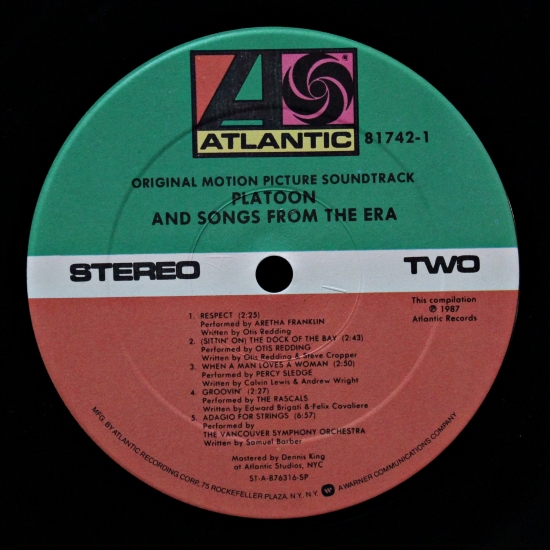 ATLANTIC
81742-1
ORIGINAL MOTION PICTURE SOUNDTRACK
PLATOON
AND SONGS FROM THE ERA
STEREO
TWO
This compilation
℗ 1987
Atlantic Records
1. RESPECT (2:25)
Performed by ARETHA FRANKLIN
Written by Otis Redding
2. (SITTIN' ON) THE DOCK OF THE BAY (2:43)
Performed by OTIS REDDING
Written by Otis Redding & Steve Cropper
3. WHEN A MAN LOVES A WOMAN (2:50)
Performed by PERCY SLEDGE
Written by Calvin Lewis & Andrew Wright
4. GROOVIN' (2:27)
Performed by THE RASCALS
Written by Edward Brigati & Felix Cavaliere
5. ADAGIO FOR STRINGS (6:57)
Performed by
THE VANCOUVER SYMPHONY ORCHESTRA
Written by Samuel Barber
Mastered by Dennis King
at Atlantic Studios, NYC
ST-A-876316-SP
MFG. BY ATLANTIC RECORDING CORP., 75 ROCKEFELLER PLAZA, N.Y. N.Y. A WARNER COMMUNICATIONS COMPANY